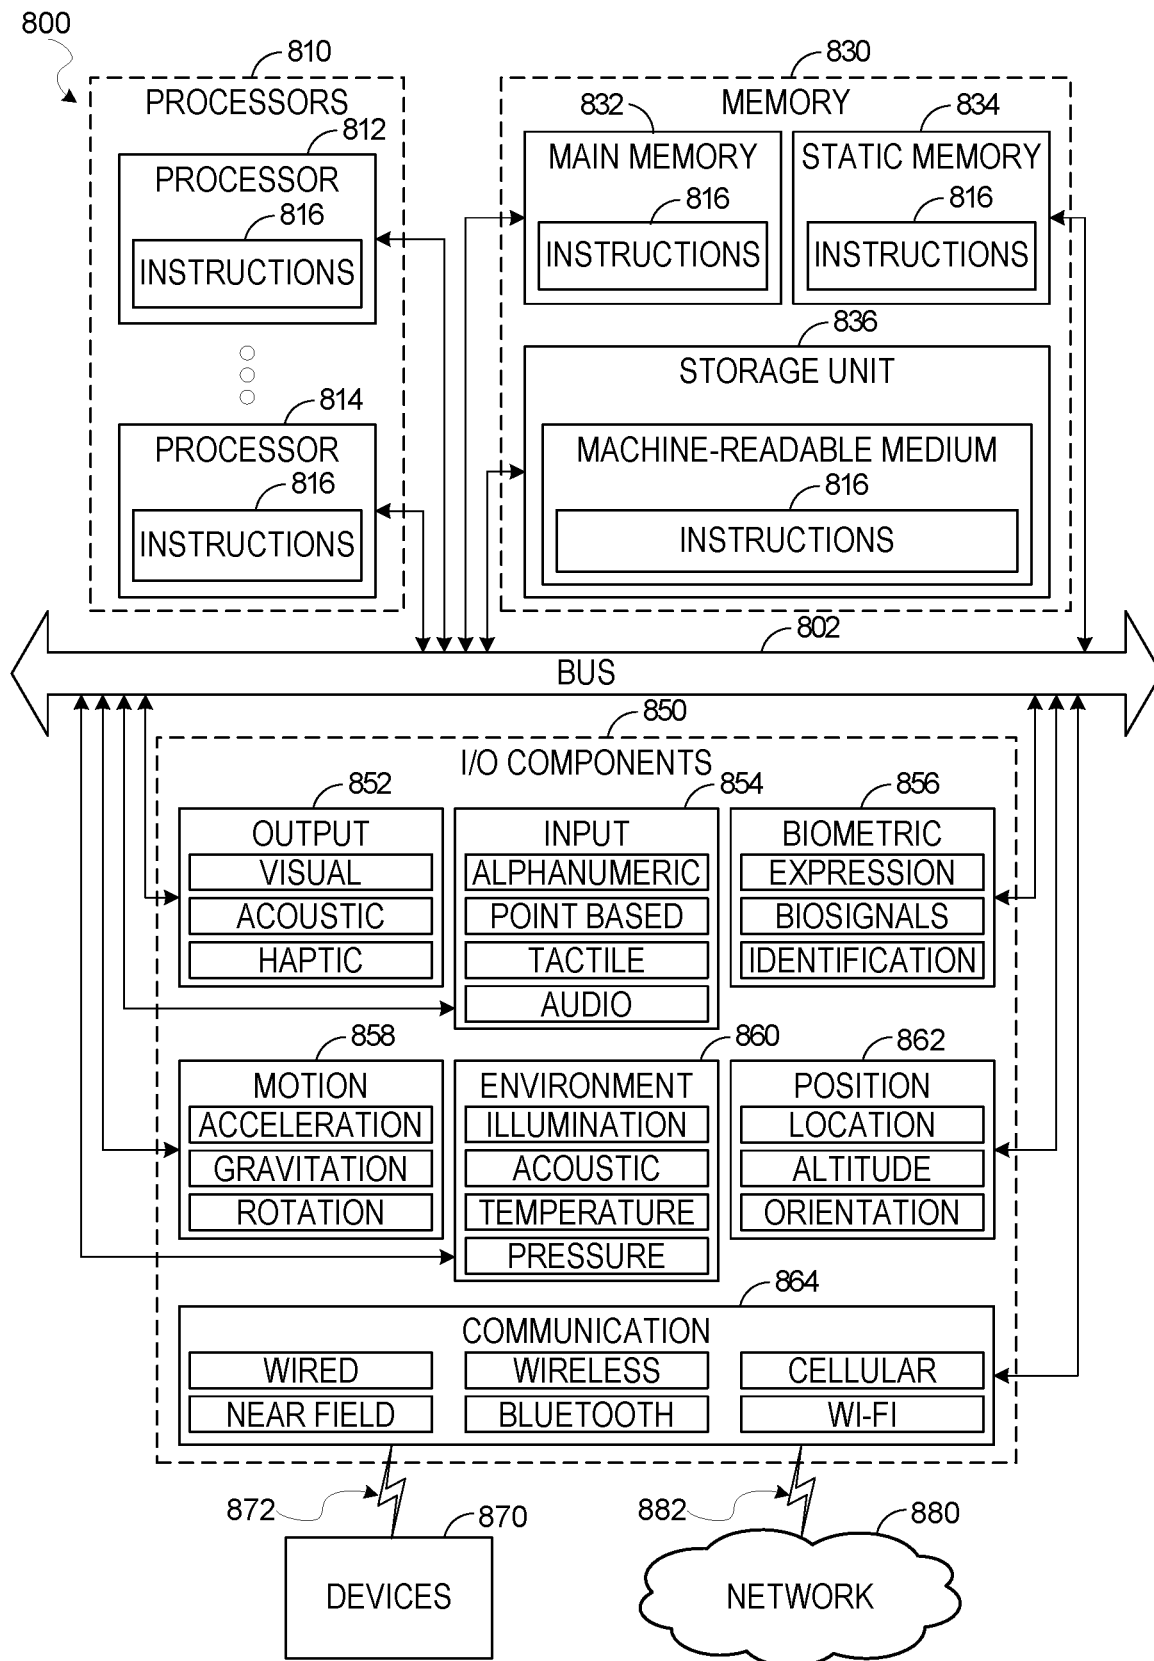 800
810
PROCESSORS
812
PROCESSOR
816
INSTRUCTIONS
814
PROCESSOR
816
INSTRUCTIONS
830
MEMORY
832
MAIN MEMORY
816
INSTRUCTIONS
834
STATIC MEMORY
816
INSTRUCTIONS
836
STORAGE UNIT
MACHINE-READABLE MEDIUM
816
INSTRUCTIONS
802
BUS
850
I/O COMPONENTS
852
OUTPUT
VISUAL
ACOUSTIC
HAPTIC
854
INPUT
ALPHANUMERIC
POINT BASED
TACTILE
AUDIO
856
BIOMETRIC
EXPRESSION
BIOSIGNALS
IDENTIFICATION
858
MOTION
ACCELERATION
GRAVITATION
ROTATION
860
ENVIRONMENT
ILLUMINATION
ACOUSTIC
TEMPERATURE
PRESSURE
862
POSITION
LOCATION
ALTITUDE
ORIENTATION
864
COMMUNICATION
WIRED
WIRELESS
CELLULAR
NEAR FIELD
BLUETOOTH
WI-FI
872
870
DEVICES
882
880
NETWORK